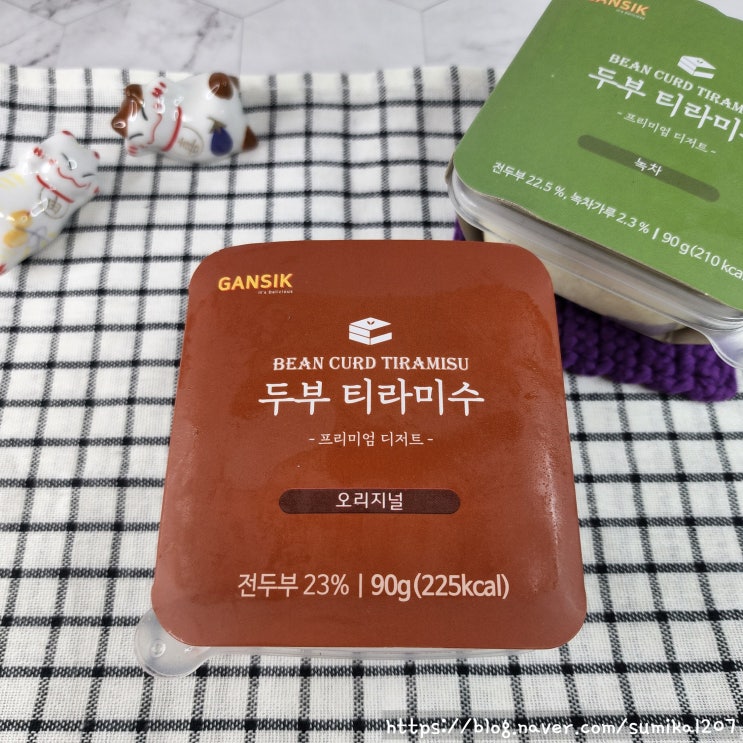 GANSIK
It's Delicious
BEAN CURD TIRAMISU
두부 티라미수
- 프리미엄 디저트 -
오리지널
전두부 23% | 90g(225kcal)
GANSIK
BEAN CURD TIRAM
두부 티라미
- 프리미엄 디저트 -
녹차
전두부 22.5 %, 녹차가루 2.3 % | 90g(210 kca
https://blog.naver.com/sumikal207